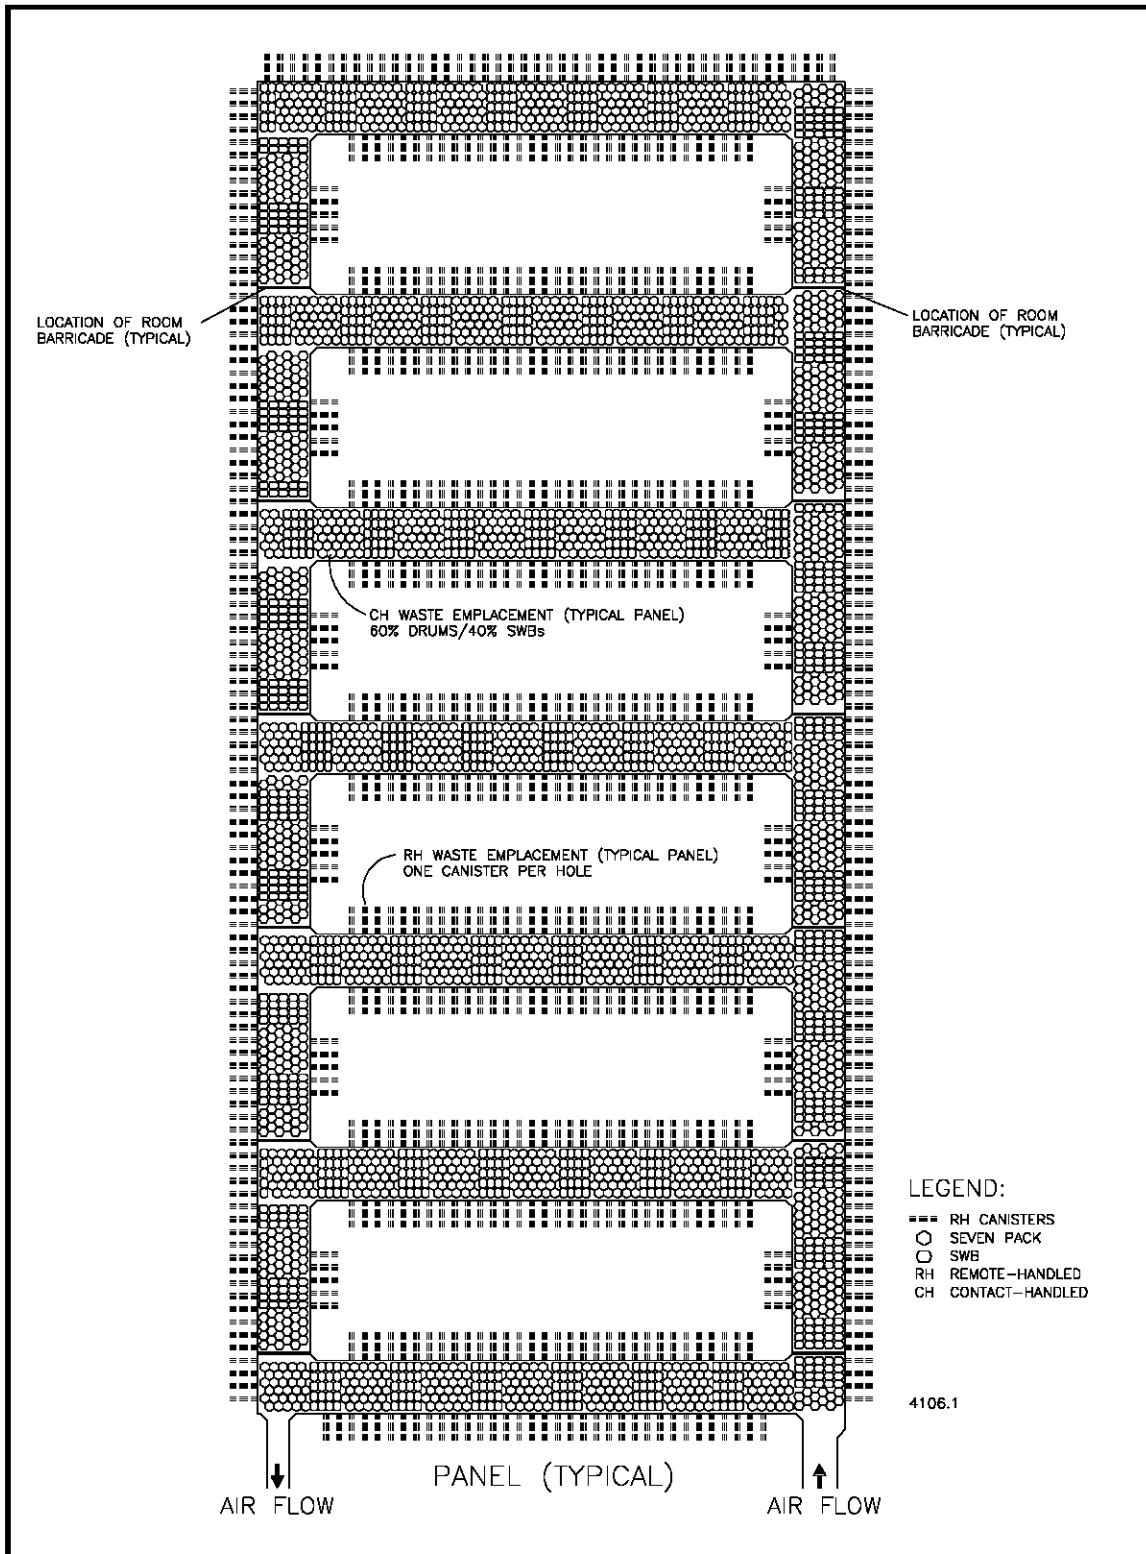 LOCATION OF ROOM
BARRICADE (TYPICAL)
LOCATION OF ROOM
BARRICADE (TYPICAL)
CH WASTE EMPLACEMENT (TYPICAL PANEL)
60% DRUMS/40% SWBs
RH WASTE EMPLACEMENT (TYPICAL PANEL)
ONE CANISTER PER HOLE
LEGEND:
RH CANISTERS
SEVEN PACK
SWB
RH REMOTE-HANDLED
CH CONTACT-HANDLED
4106.1
PANEL (TYPICAL)
AIR FLOW
AIR FLOW